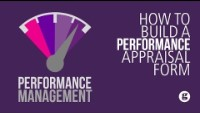 PERFORMANCE
MANAGEMENT
HOW TO
BUILD A
PERFORMANCE
APPRAISAL
FORM
g